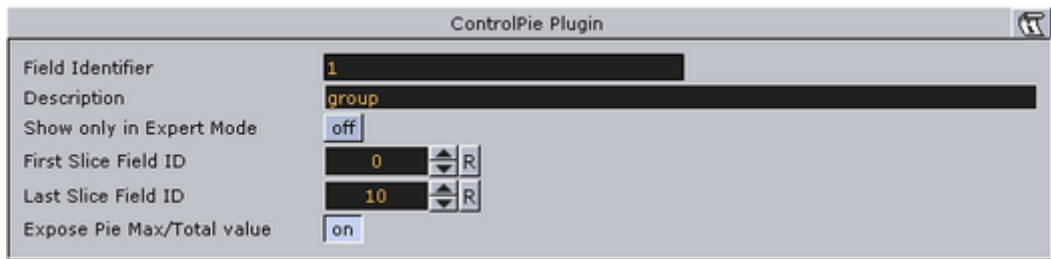 ControlPie Plugin
Field Identifier 1
Description group
Show only in Expert Mode off
First Slice Field ID 0 R
Last Slice Field ID 10 R
Expose Pie Max/Total value on